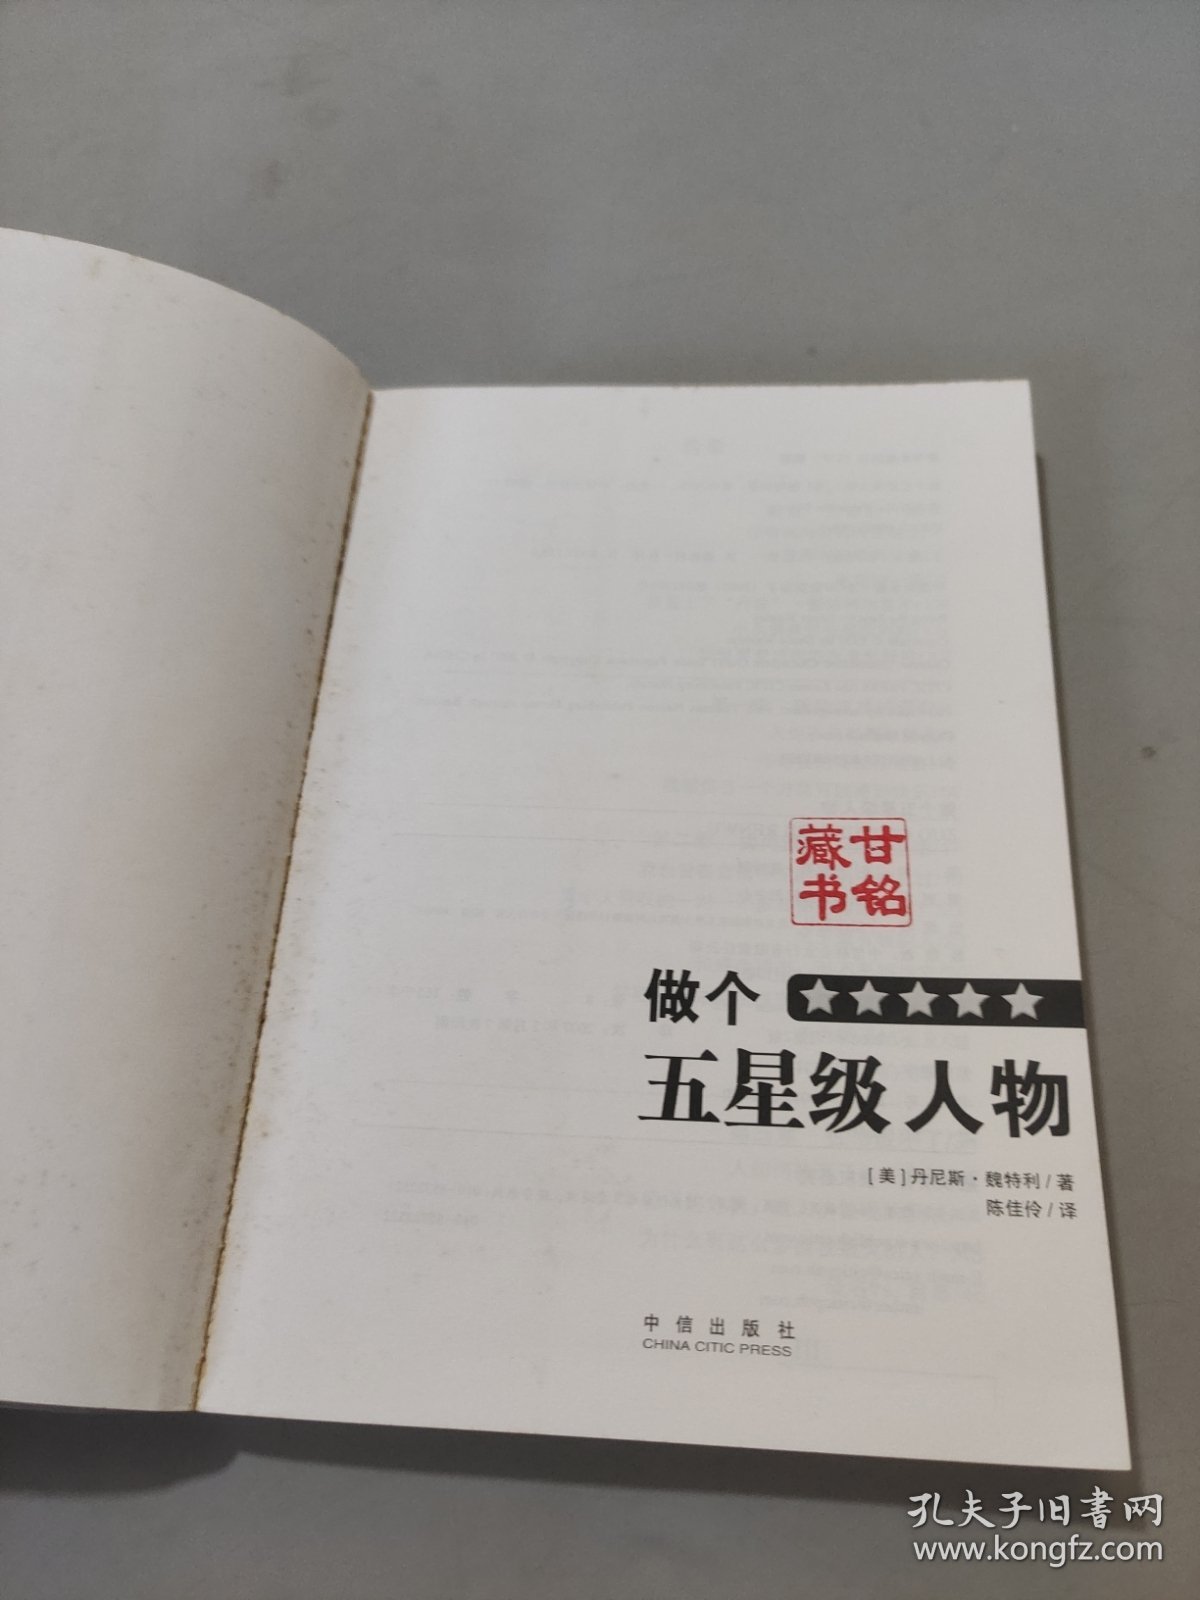 甘铭
藏书
做个
五星级人物
[美]丹尼斯·魏特利/著
陈佳伶/译
中信出版社
CHINA CITIC PRESS
孔夫子旧书网
www.kongfz.com